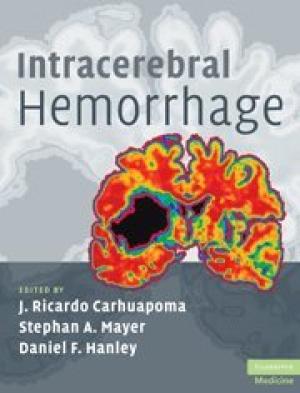 Intracerebral
Hemorrhage
EDITED BY
J. Ricardo Carhuapoma
Stephan A. Mayer
Daniel F. Hanley
CAMBRIDGE
Medicine